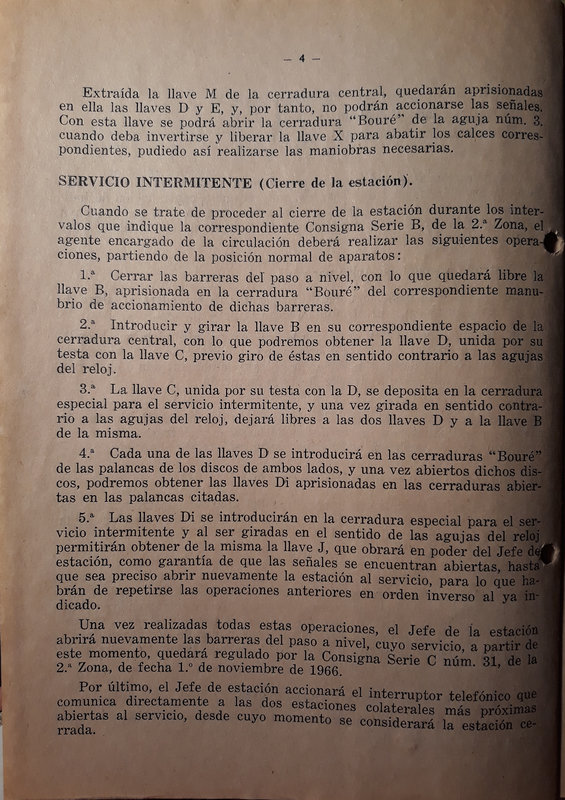 — 4 —
Extraída la llave M de la cerradura central, quedarán aprisionadas
en ella las llaves D y E, y, por tanto, no podrán accionarse las señales.
Con esta llave se podrá abrir la cerradura “Bouré” de la aguja núm. 3,
cuando deba invertirse y liberar la llave X para abatir los calces corres-
pondientes, pudiedo así realizarse las maniobras necesarias.
SERVICIO INTERMITENTE (Cierre de la estación).
Cuando se trate de proceder al cierre de la estación durante los inter-
valos que indique la correspondiente Consigna Serie B, de la 2.ª Zona, el
agente encargado de la circulación deberá realizar las siguientes opera-
ciones, partiendo de la posición normal de aparatos:
1.ª Cerrar las barreras del paso a nivel, con lo que quedará libre la
llave B, aprisionada en la cerradura “Bouré” del correspondiente manu-
brio de accionamiento de dichas barreras.
2.ª Introducir y girar la llave B en su correspondiente espacio de la
cerradura central, con lo que podremos obtener la llave D, unida por su
testa con la llave C, previo giro de éstas en sentido contrario a las agujas
del reloj.
3.ª La llave C, unida por su testa con la D, se deposita en la cerradura
especial para el servicio intermitente, y una vez girada en sentido contra-
rio a las agujas del reloj, dejará libres a las dos llaves D y a la llave B
de la misma.
4.ª Cada una de las llaves D se introducirá en las cerraduras “Bouré”
de las palancas de los discos de ambos lados, y una vez abiertos dichos dis-
cos, podremos obtener las llaves Di aprisionadas en las cerraduras abier-
tas en las palancas citadas.
5.ª Las llaves Di se introducirán en la cerradura especial para el ser-
vicio intermitente y al ser giradas en el sentido de las agujas del reloj
permitirán obtener de la misma la llave J, que obrará en poder del Jefe de
estación, como garantía de que las señales se encuentran abiertas, hasta
que sea preciso abrir nuevamente la estación al servicio, para lo que ha-
brán de repetirse las operaciones anteriores en orden inverso al ya in-
dicado.
Una vez realizadas todas estas operaciones, el Jefe de la estación
abrirá nuevamente las barreras del paso a nivel, cuyo servicio, a partir de
este momento, quedará regulado por la Consigna Serie C núm. 31, de la
2.ª Zona, de fecha 1.º de noviembre de 1966.
Por último, el Jefe de estación accionará el interruptor telefónico que
comunica directamente a las dos estaciones colaterales más próximas
abiertas al servicio, desde cuyo momento se considerará la estación ce-
rrada.